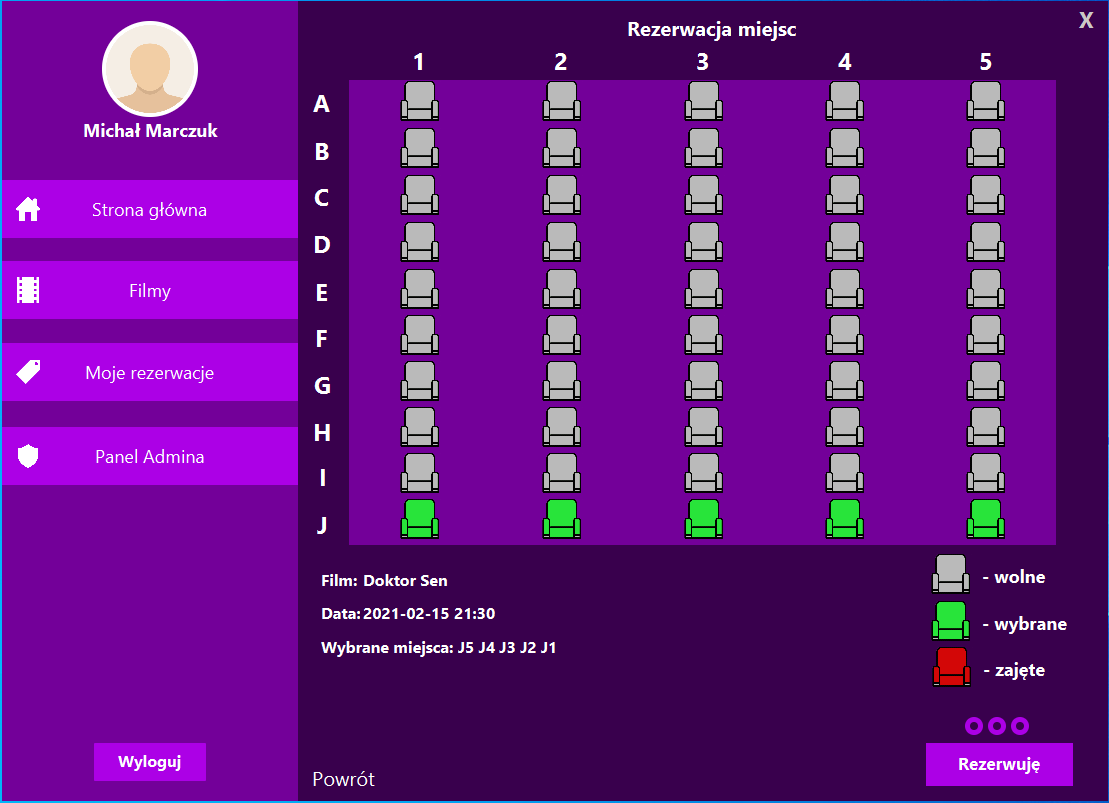 Michał Marczuk
Strona główna
Filmy
Moje rezerwacje
Panel Admina
Wyloguj
X
Rezerwacja miejsc
1 2 3 4 5
A
B
C
D
E
F
G
H
I
J
Film: Doktor Sen
Data: 2021-02-15 21:30
Wybrane miejsca: J5 J4 J3 J2 J1
- wolne
- wybrane
- zajęte
Powrót
Rezerwuję